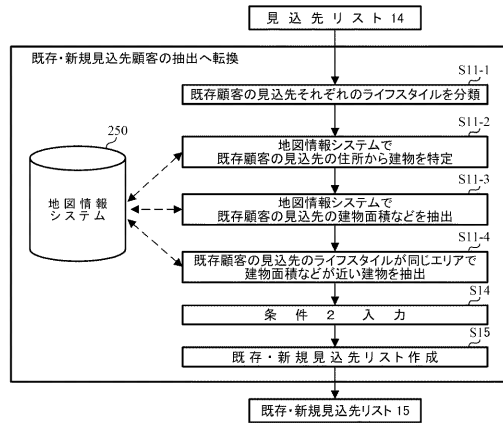 見込先リスト14
既存・新規見込先顧客の抽出へ転換
S11-1
既存顧客の見込先それぞれのライフスタイルを分類
S11-2
250
地図情報システムで
既存顧客の見込先の住所から建物を特定
S11-3
地図情報
システム
地図情報システムで
既存顧客の見込先の建物面積などを抽出
S11-4
既存顧客の見込先のライフスタイルが同じエリアで
建物面積などが近い建物を抽出
S14
条件2入力
S15
既存・新規見込先リスト作成
既存・新規見込先リスト15